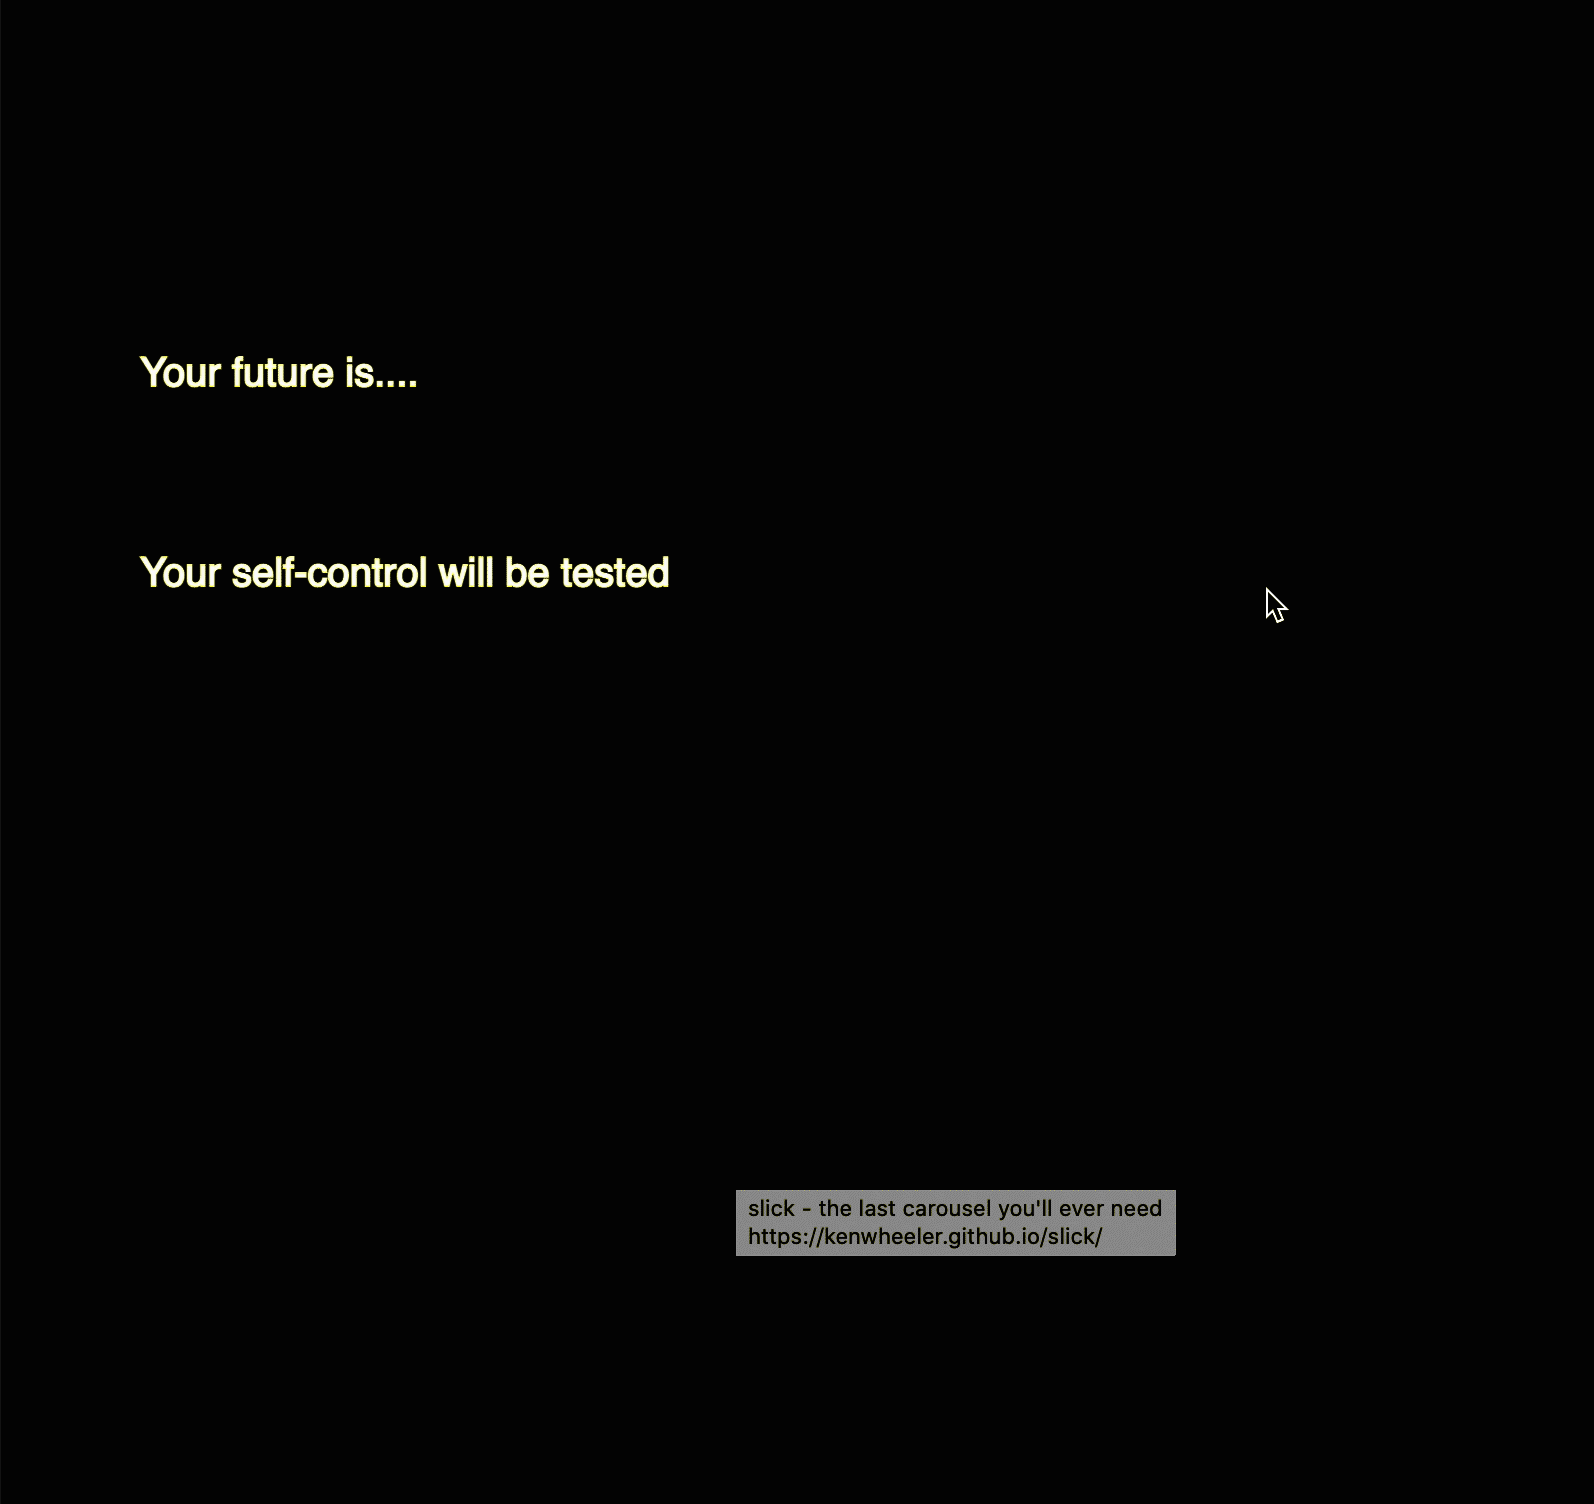 Your future is....
Your self-control will be tested
slick - the last carousel you'll ever need
https://kenwheeler.github.io/slick/